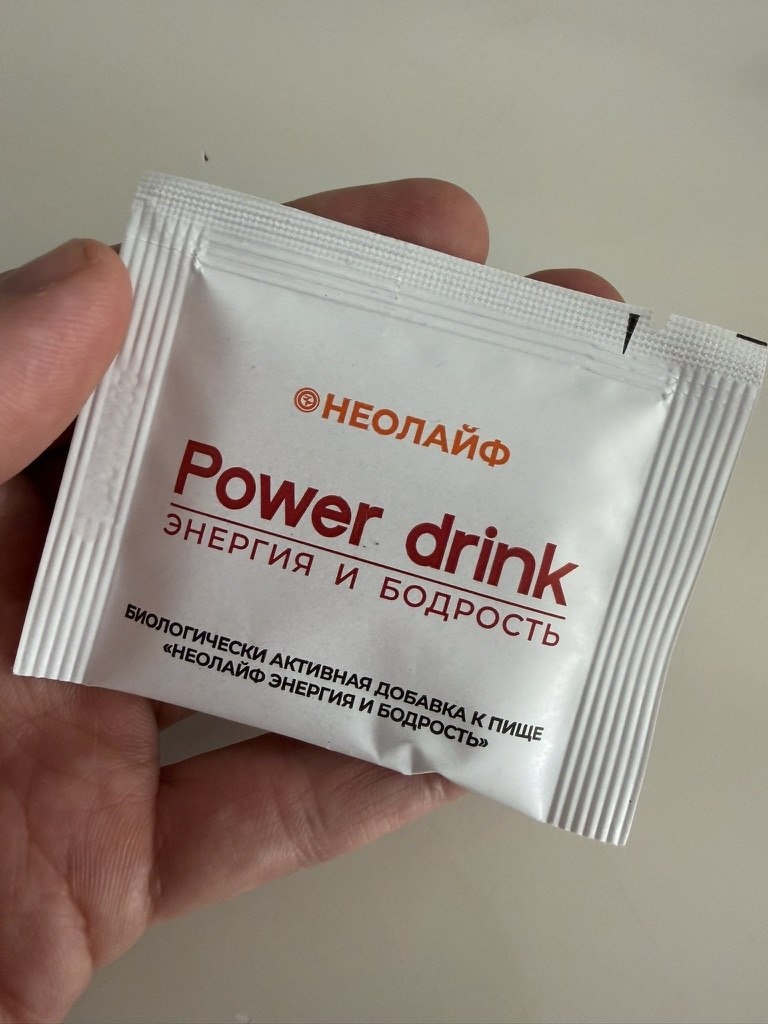 НЕОЛАЙФ
Power drink
ЭНЕРГИЯ И БОДРОСТЬ
БИОЛОГИЧЕСКИ АКТИВНАЯ ДОБАВКА К ПИЩЕ
«НЕОЛАЙФ ЭНЕРГИЯ И БОДРОСТЬ»